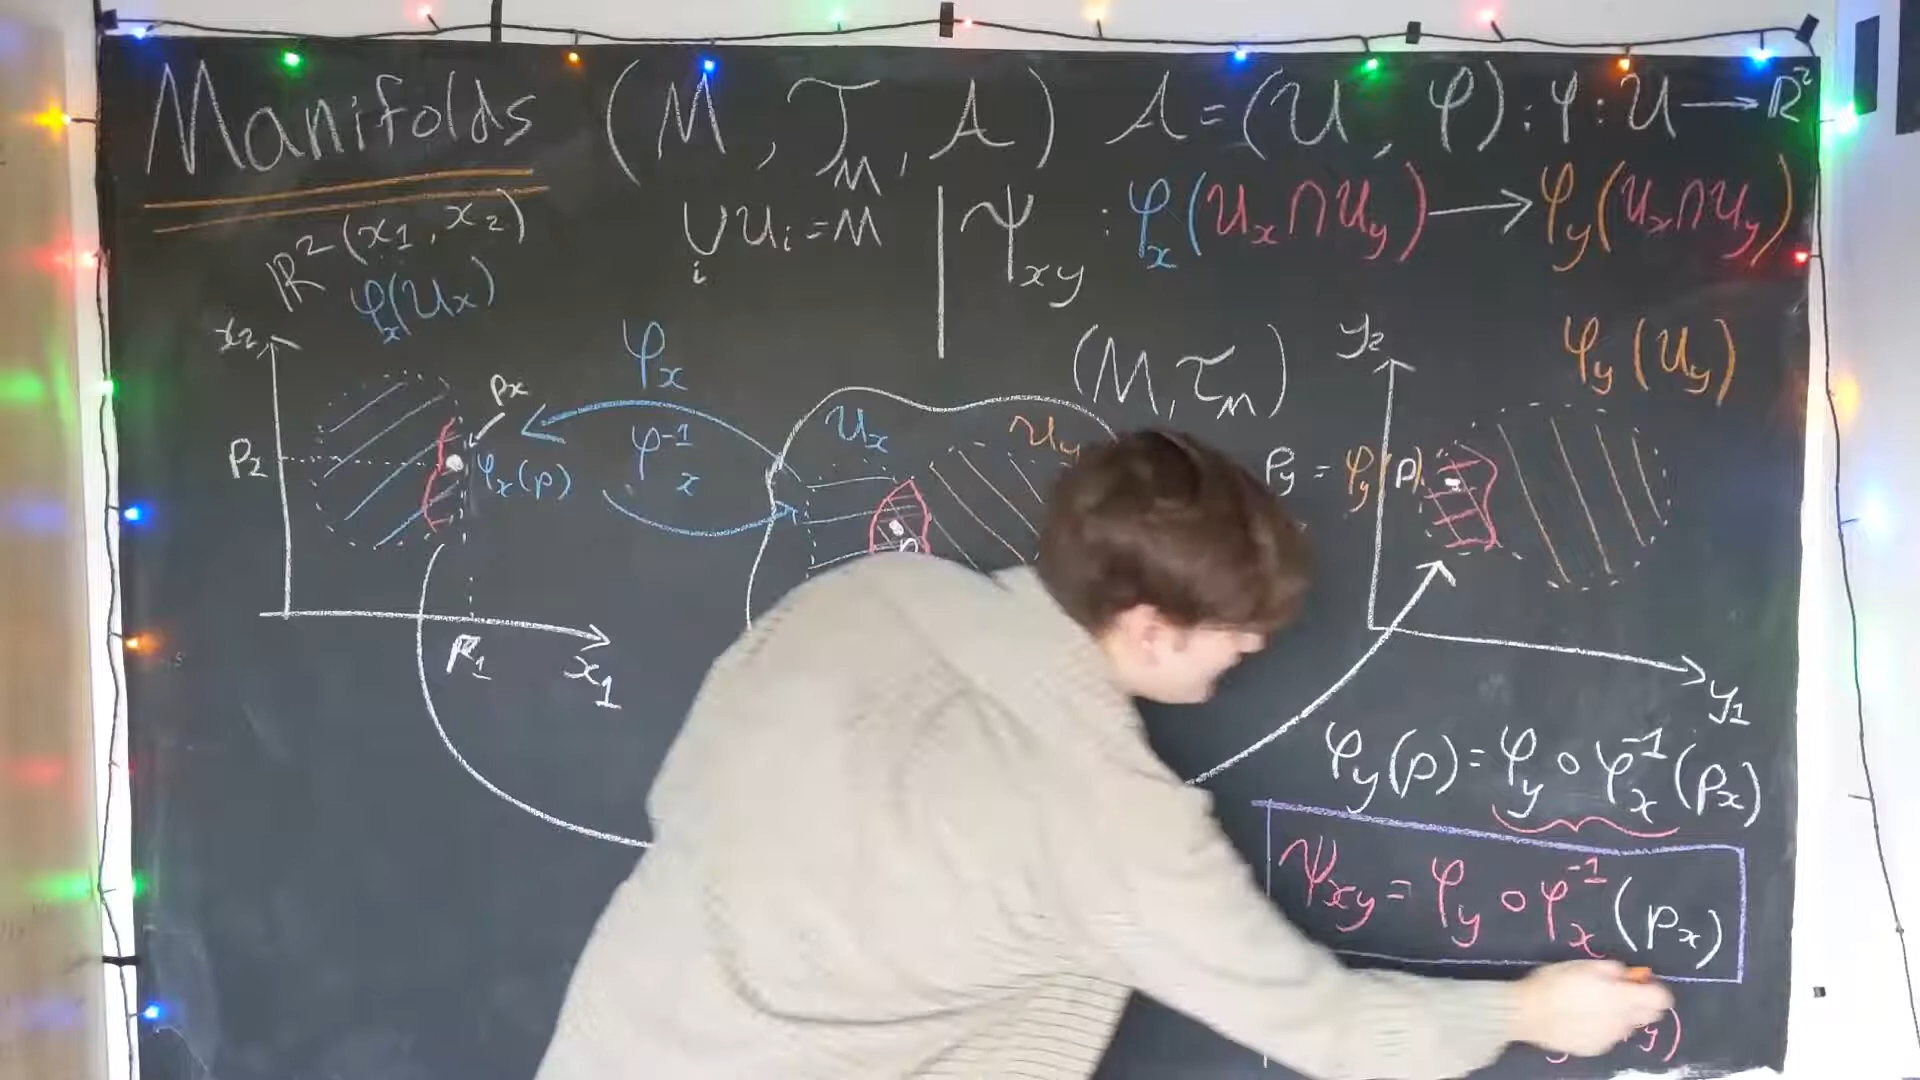 Manifolds (M, τ_M, A) A = (U, φ) : φ : U → ℝ²
⋃_i U_i = M | ψ_xy : φ_x(U_x ∩ U_y) → φ_y(U_x ∩ U_y)
ℝ²(x₁, x₂)
φ_x(U_x)
x₂
φ_x
(M, τ_M)
y₂
φ_y(U_y)
p_x
U_x
U_y
p₂
φ_x(p)
φ_x⁻¹
p
p_y = φ_y(p)
p₁
x₁
y₁
φ_y(p) = φ_y ∘ φ_x⁻¹(p_x)
ψ_xy = φ_y ∘ φ_x⁻¹(p_x)